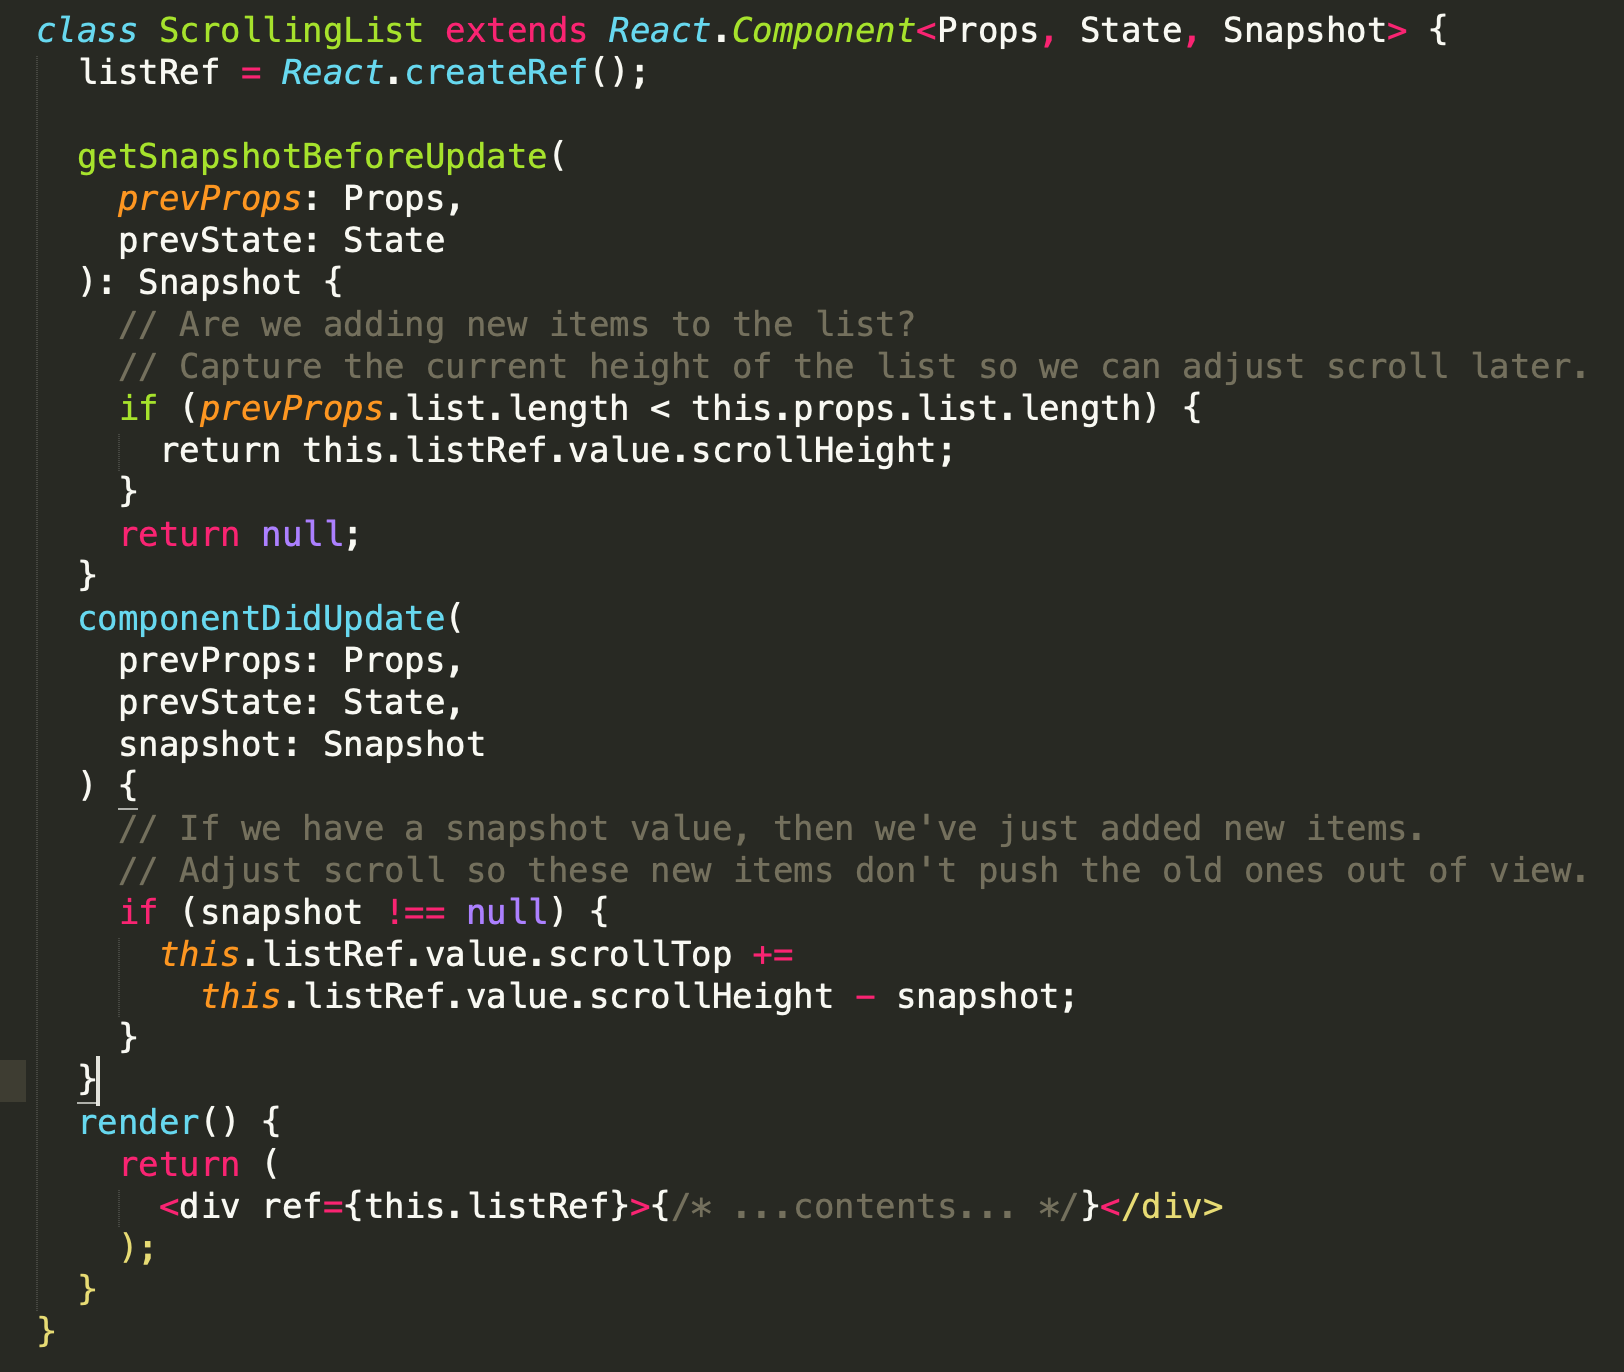 class ScrollingList extends React.Component<Props, State, Snapshot> {
  listRef = React.createRef();

  getSnapshotBeforeUpdate(
    prevProps: Props,
    prevState: State
  ): Snapshot {
    // Are we adding new items to the list?
    // Capture the current height of the list so we can adjust scroll later.
    if (prevProps.list.length < this.props.list.length) {
      return this.listRef.value.scrollHeight;
    }
    return null;
  }
  componentDidUpdate(
    prevProps: Props,
    prevState: State,
    snapshot: Snapshot
  ) {
    // If we have a snapshot value, then we've just added new items.
    // Adjust scroll so these new items don't push the old ones out of view.
    if (snapshot !== null) {
      this.listRef.value.scrollTop +=
        this.listRef.value.scrollHeight - snapshot;
    }
  }
  render() {
    return (
      <div ref={this.listRef}>{/* ...contents... */}</div>
    );
  }
}